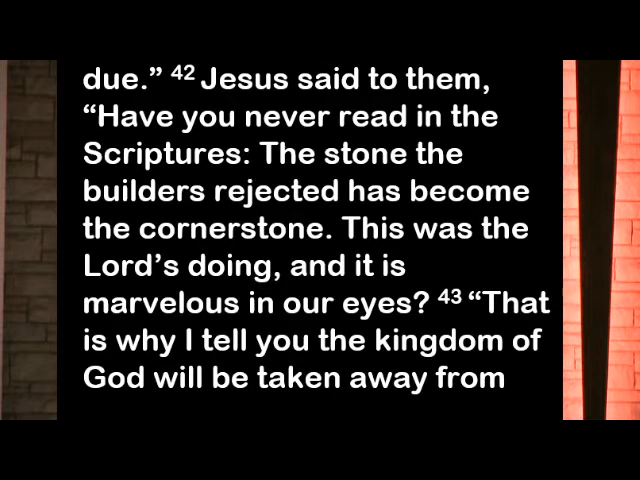 due.” 42 Jesus said to them,
“Have you never read in the
Scriptures: The stone the
builders rejected has become
the cornerstone. This was the
Lord’s doing, and it is
marvelous in our eyes? 43 “That
is why I tell you the kingdom of
God will be taken away from